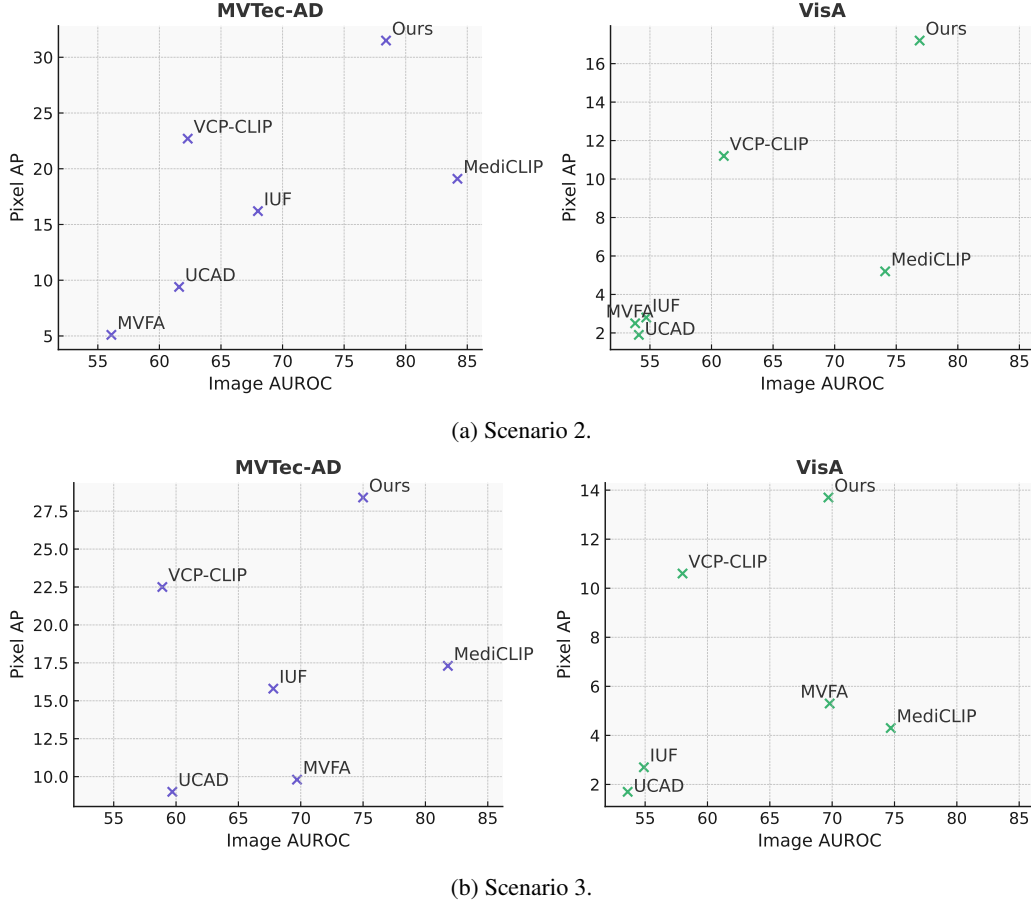 MVTec-AD
Pixel AP
30
25
20
15
10
5
Ours
VCP-CLIP
MediCLIP
IUF
UCAD
MVFA
55 60 65 70 75 80 85
Image AUROC
VisA
Pixel AP
16
14
12
10
8
6
4
2
Ours
VCP-CLIP
MediCLIP
MVFA
IUF
UCAD
55 60 65 70 75 80 85
Image AUROC
(a) Scenario 2.
MVTec-AD
Pixel AP
27.5
25.0
22.5
20.0
17.5
15.0
12.5
10.0
Ours
VCP-CLIP
MediCLIP
IUF
MVFA
UCAD
55 60 65 70 75 80 85
Image AUROC
VisA
Pixel AP
14
12
10
8
6
4
2
Ours
VCP-CLIP
MVFA
MediCLIP
IUF
UCAD
55 60 65 70 75 80 85
Image AUROC
(b) Scenario 3.